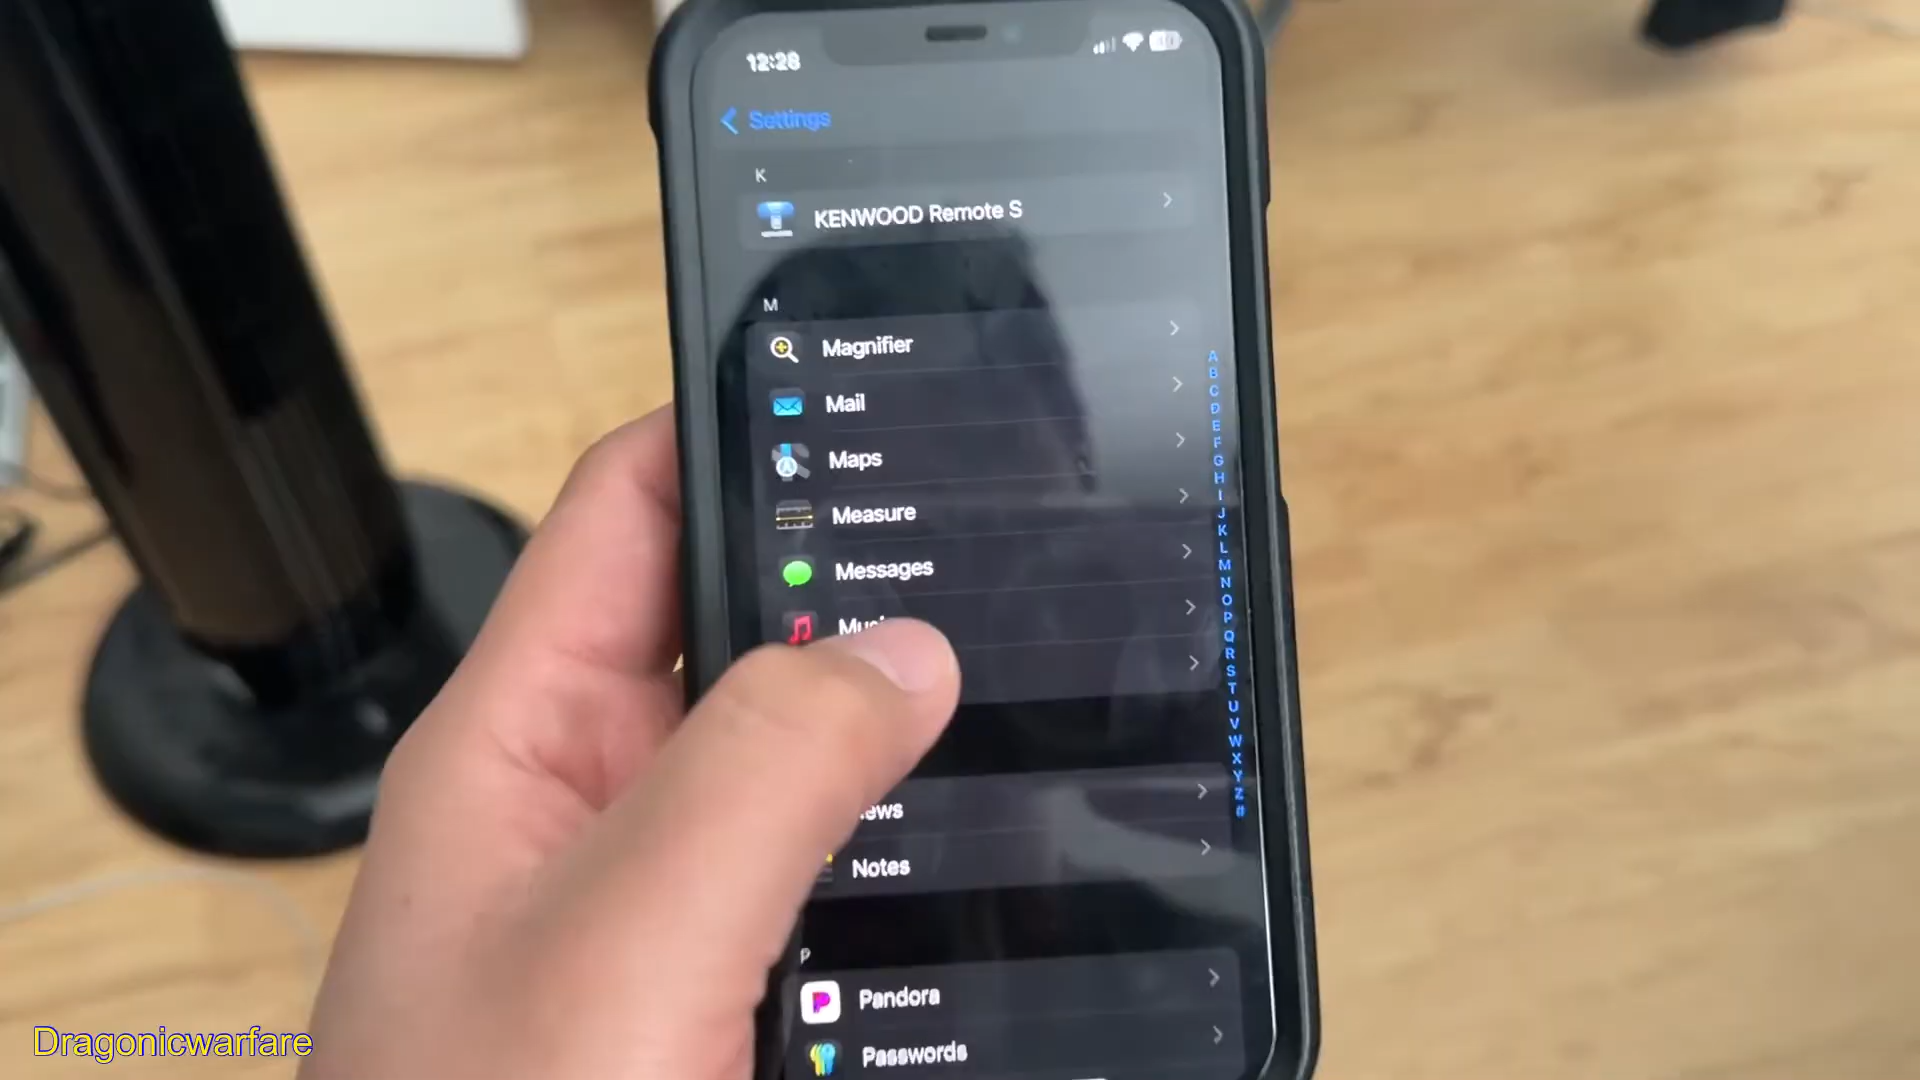 12:28
Settings
K
KENWOOD Remote S
M
Magnifier
Mail
Maps
Measure
Messages
A
B
C
D
E
F
G
H
I
J
K
L
M
N
O
P
Q
R
S
T
U
V
W
X
Y
Z
#
Notes
P
Pandora
Passwords
Dragonicwarfare